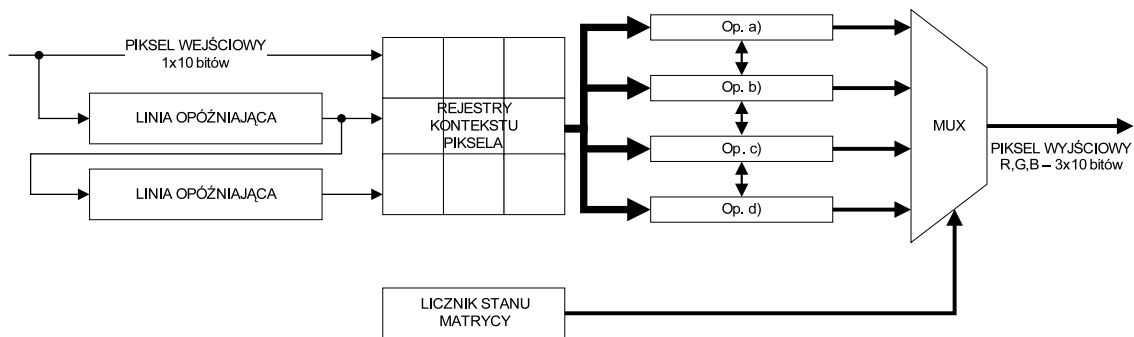 PIKSEL WEJŚCIOWY
1x10 bitów
LINIA OPÓŹNIAJĄCA
LINIA OPÓŹNIAJĄCA
REJESTRY
KONTEKSTU
PIKSELA
Op. a)
Op. b)
Op. c)
Op. d)
MUX
PIKSEL WYJŚCIOWY
R,G,B – 3x10 bitów
LICZNIK STANU
MATRYCY